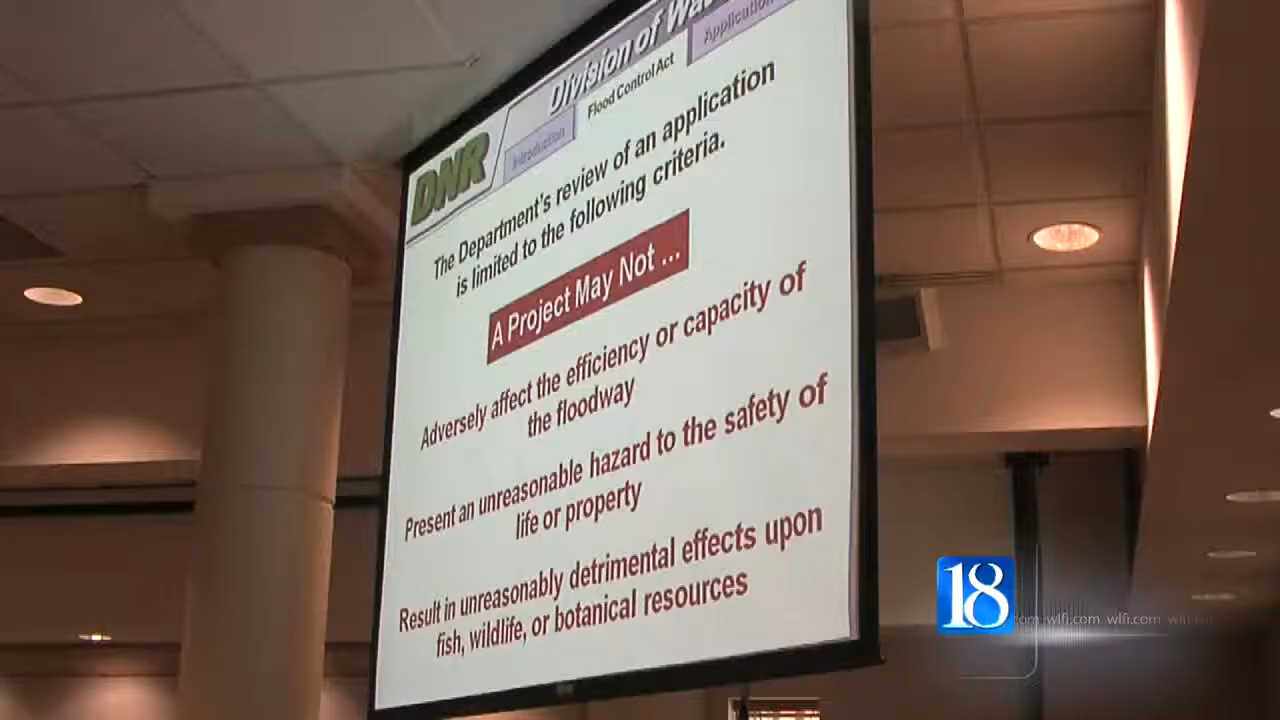 Division of
Introduction
Flood Control Act
Application
DNR
The Department's review of an application
is limited to the following criteria.
A Project May Not ...
Adversely affect the efficiency or capacity of
the floodway
Present an unreasonable hazard to the safety of
life or property
Result in unreasonably detrimental effects upon
fish, wildlife, or botanical resources
18
wlfi.com wlfi.com